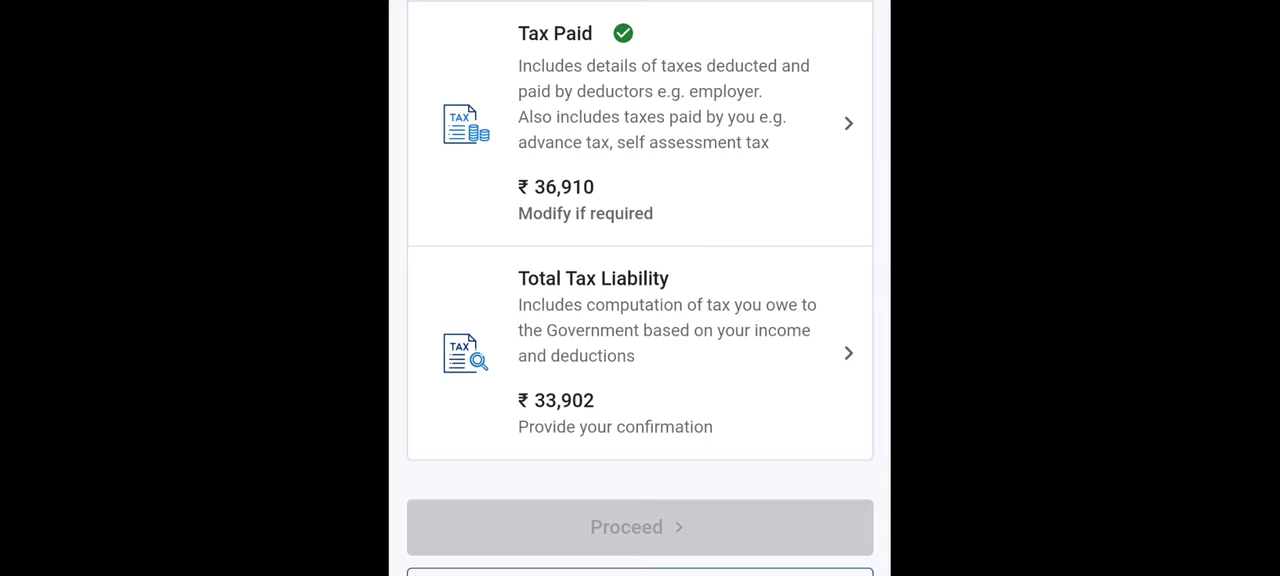 Tax Paid
Includes details of taxes deducted and
paid by deductors e.g. employer.
Also includes taxes paid by you e.g.
advance tax, self assessment tax
TAX
₹ 36,910
Modify if required
Total Tax Liability
Includes computation of tax you owe to
the Government based on your income
and deductions
TAX
₹ 33,902
Provide your confirmation
Proceed